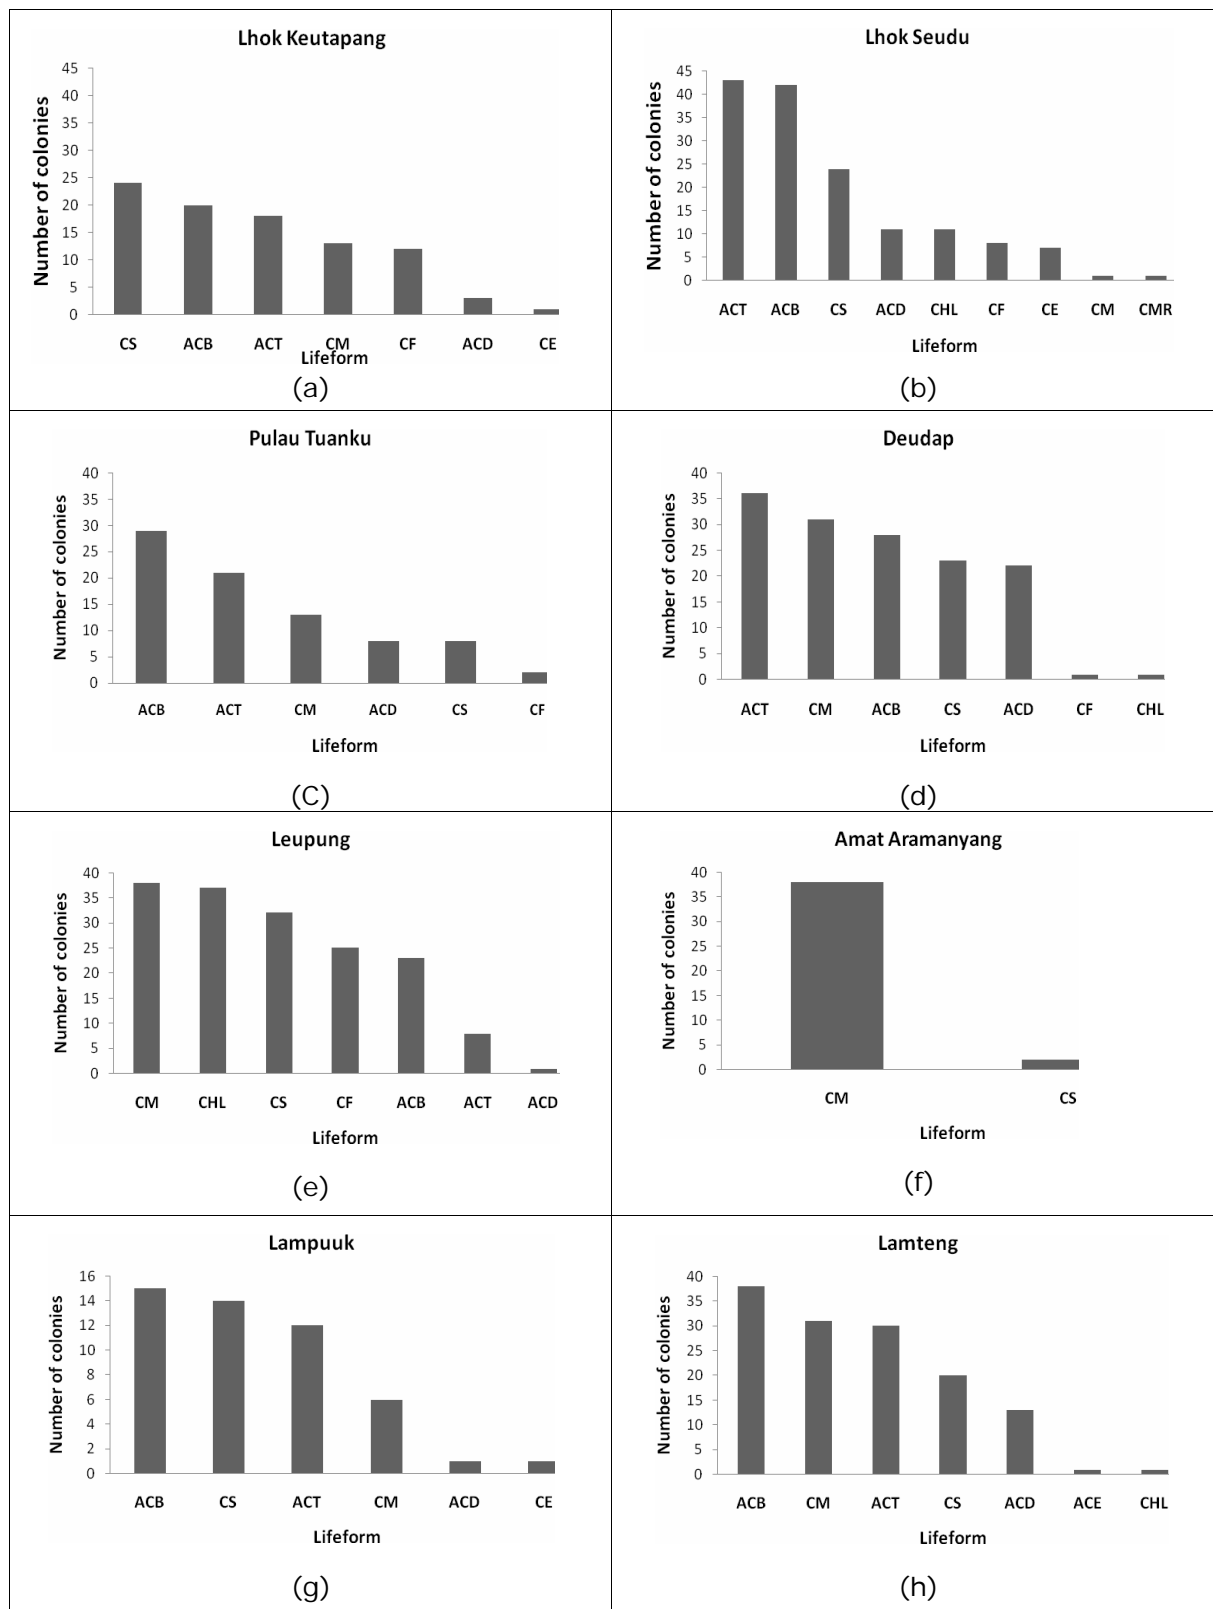 Lhok Keutapang
45
40
35
30
25
20
15
10
5
0
Number of colonies
CS ACB ACT CM CF ACD CE
Lifeform
(a)
Lhok Seudu
45
40
35
30
25
20
15
10
5
0
Number of colonies
ACT ACB CS ACD CHL CF CE CM CMR
Lifeform
(b)
Pulau Tuanku
40
35
30
25
20
15
10
5
0
Number of colonies
ACB ACT CM ACD CS CF
Lifeform
(C)
Deudap
40
35
30
25
20
15
10
5
0
Number of colonies
ACT CM ACB CS ACD CF CHL
Lifeform
(d)
Leupung
40
35
30
25
20
15
10
5
0
Number of colonies
CM CHL CS CF ACB ACT ACD
Lifeform
(e)
Amat Aramanyang
40
35
30
25
20
15
10
5
0
Number of colonies
CM CS
Lifeform
(f)
Lampuuk
16
14
12
10
8
6
4
2
0
Number of colonies
ACB CS ACT CM ACD CE
Lifeform
(g)
Lamteng
40
35
30
25
20
15
10
5
0
Number of colonies
ACB CM ACT CS ACD ACE CHL
Lifeform
(h)